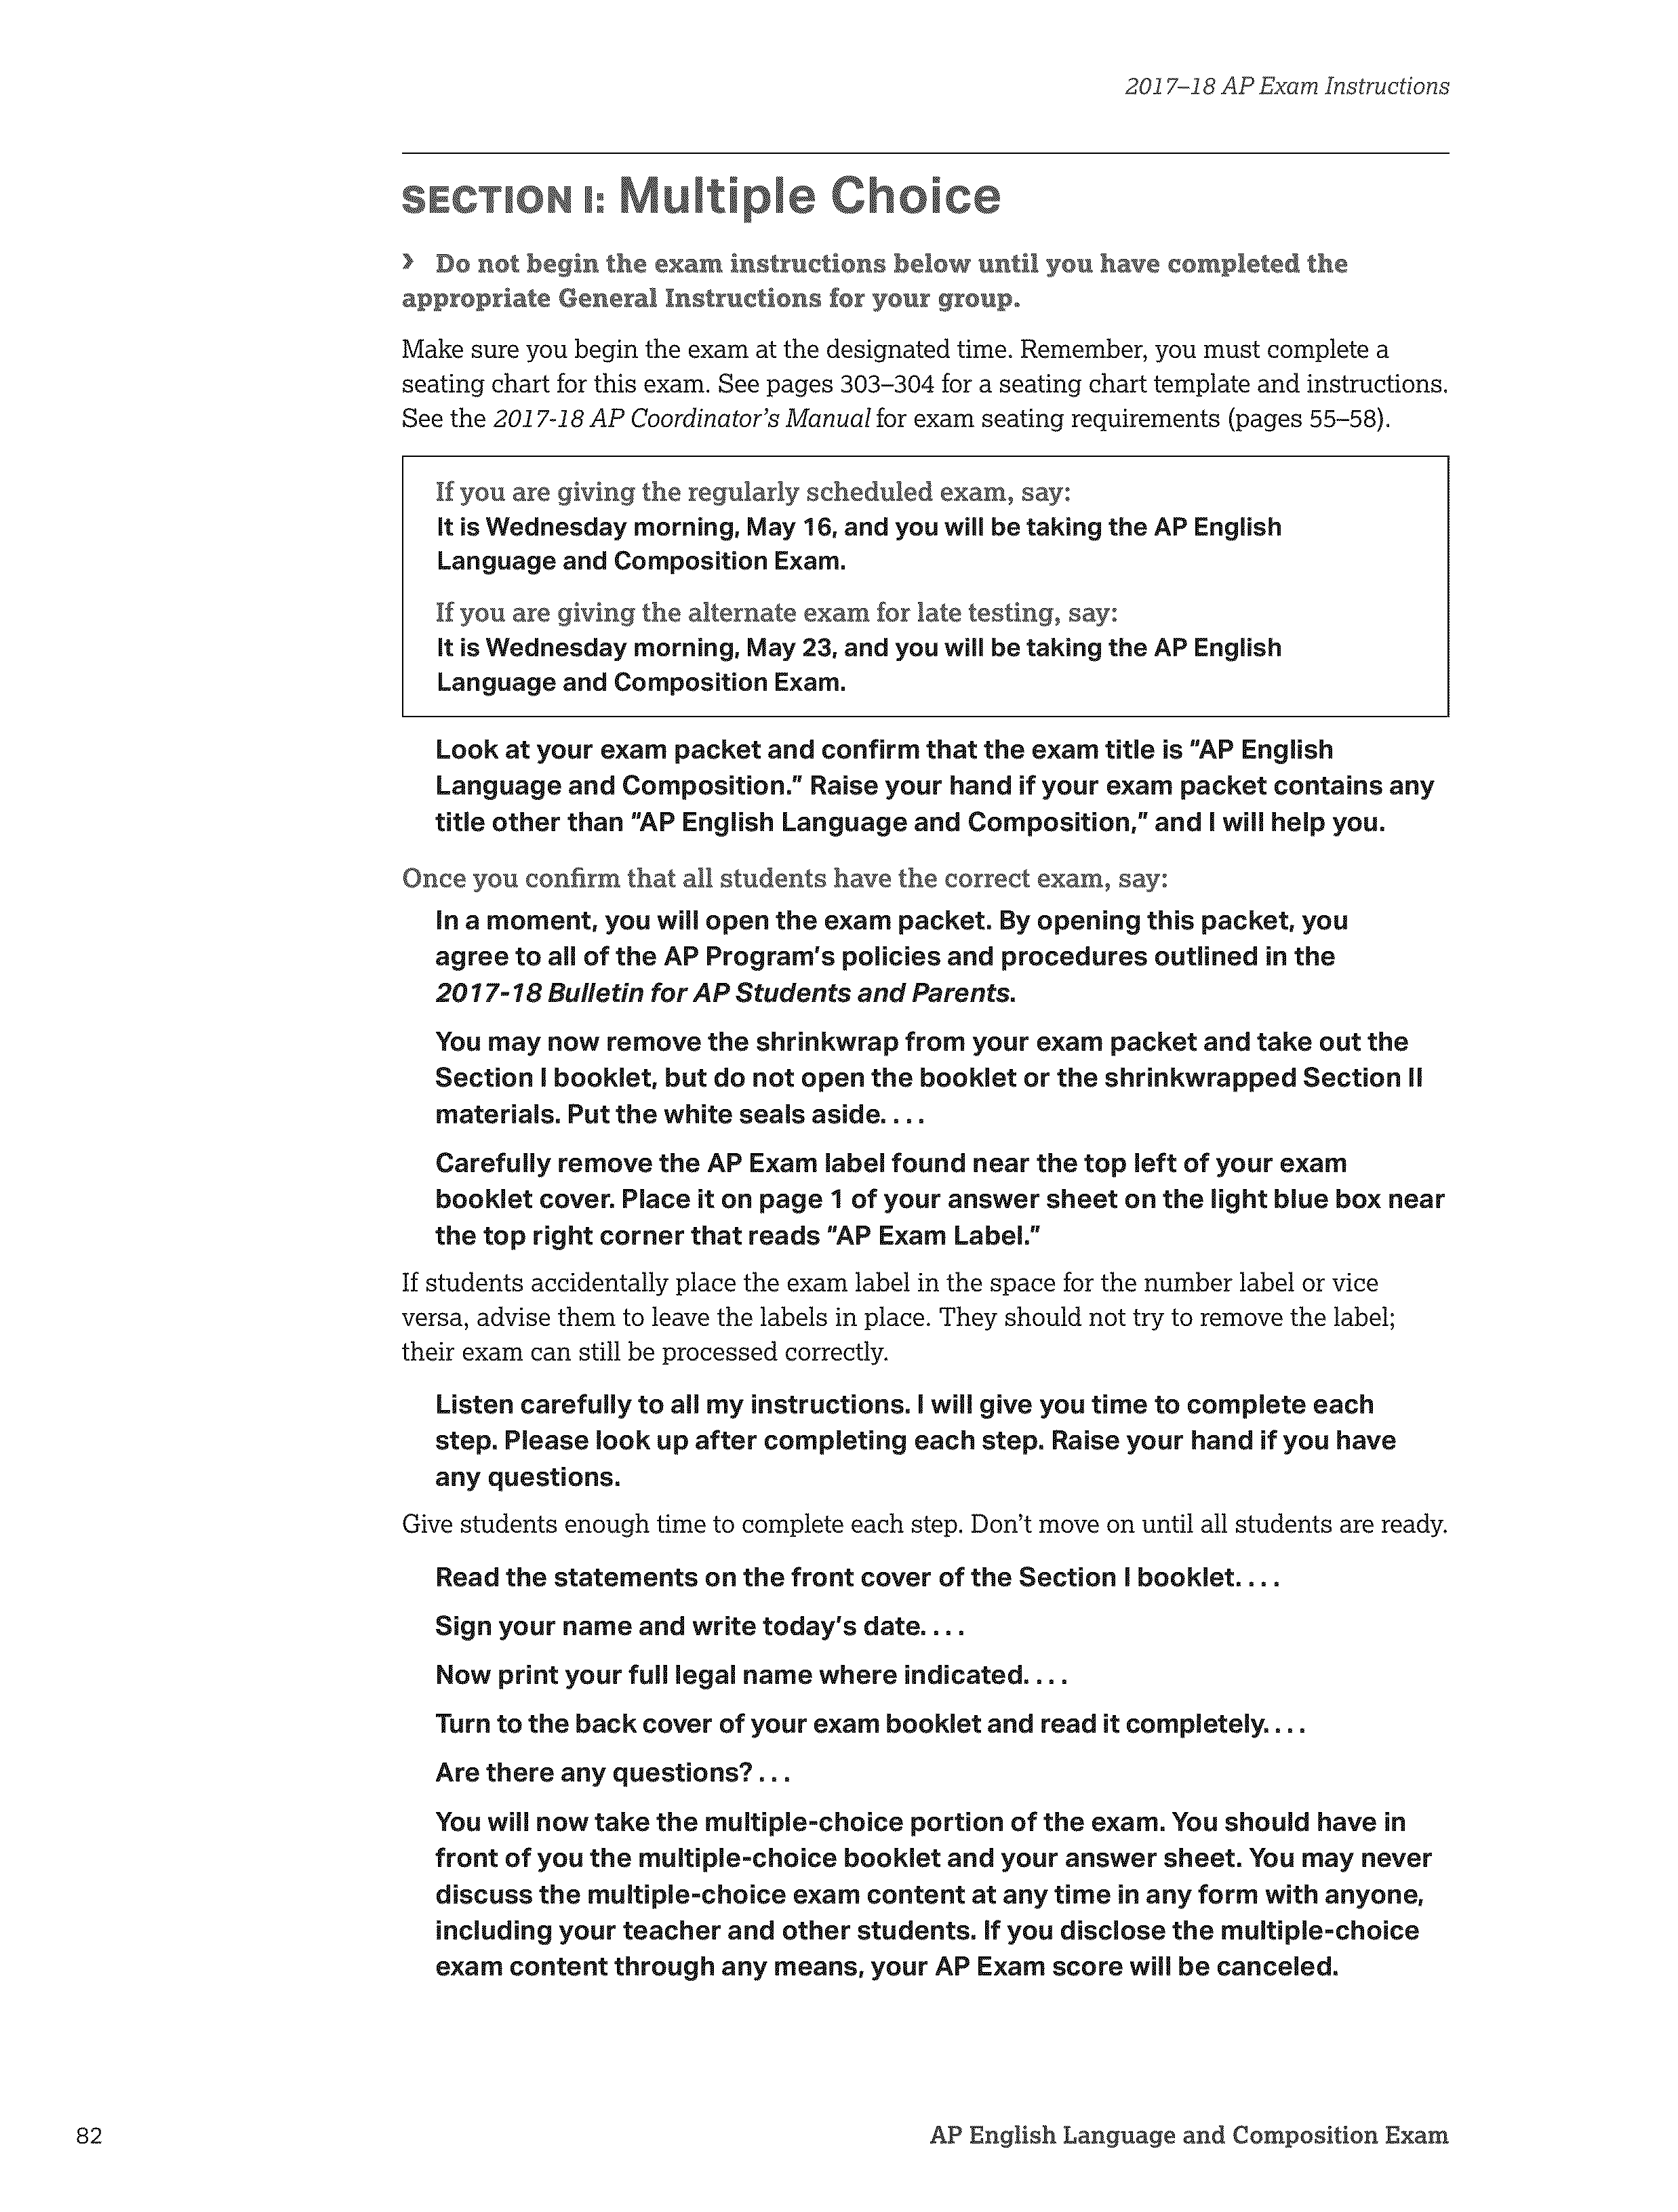 2017–18 AP Exam Instructions
SECTION I: Multiple Choice
› Do not begin the exam instructions below until you have completed the
appropriate General Instructions for your group.
Make sure you begin the exam at the designated time. Remember, you must complete a
seating chart for this exam. See pages 303–304 for a seating chart template and instructions.
See the 2017-18 AP Coordinator's Manual for exam seating requirements (pages 55–58).
If you are giving the regularly scheduled exam, say:
It is Wednesday morning, May 16, and you will be taking the AP English
Language and Composition Exam.
If you are giving the alternate exam for late testing, say:
It is Wednesday morning, May 23, and you will be taking the AP English
Language and Composition Exam.
Look at your exam packet and confirm that the exam title is "AP English
Language and Composition." Raise your hand if your exam packet contains any
title other than "AP English Language and Composition," and I will help you.
Once you confirm that all students have the correct exam, say:
In a moment, you will open the exam packet. By opening this packet, you
agree to all of the AP Program's policies and procedures outlined in the
2017-18 Bulletin for AP Students and Parents.
You may now remove the shrinkwrap from your exam packet and take out the
Section I booklet, but do not open the booklet or the shrinkwrapped Section II
materials. Put the white seals aside. . . .
Carefully remove the AP Exam label found near the top left of your exam
booklet cover. Place it on page 1 of your answer sheet on the light blue box near
the top right corner that reads "AP Exam Label."
If students accidentally place the exam label in the space for the number label or vice
versa, advise them to leave the labels in place. They should not try to remove the label;
their exam can still be processed correctly.
Listen carefully to all my instructions. I will give you time to complete each
step. Please look up after completing each step. Raise your hand if you have
any questions.
Give students enough time to complete each step. Don't move on until all students are ready.
Read the statements on the front cover of the Section I booklet. . . .
Sign your name and write today's date. . . .
Now print your full legal name where indicated. . . .
Turn to the back cover of your exam booklet and read it completely. . . .
Are there any questions? . . .
You will now take the multiple-choice portion of the exam. You should have in
front of you the multiple-choice booklet and your answer sheet. You may never
discuss the multiple-choice exam content at any time in any form with anyone,
including your teacher and other students. If you disclose the multiple-choice
exam content through any means, your AP Exam score will be canceled.
82
AP English Language and Composition Exam